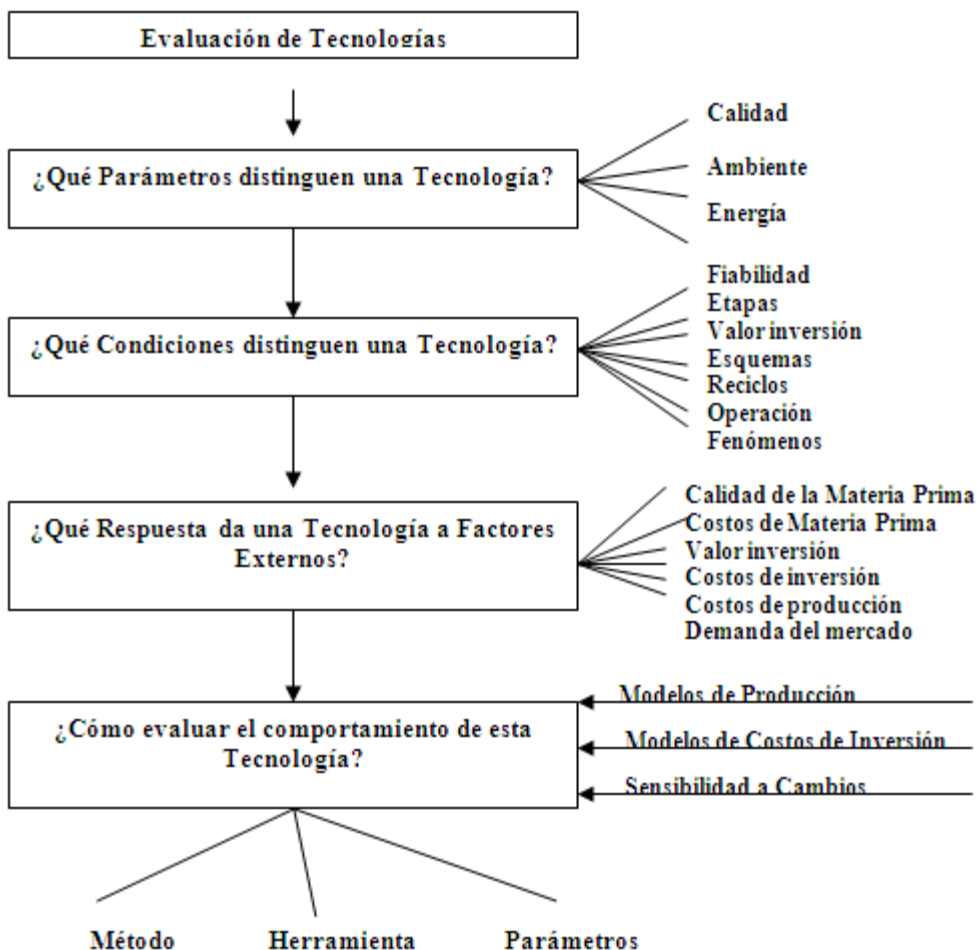 Evaluación de Tecnologías
¿Qué Parámetros distinguen una Tecnología?
Calidad
Ambiente
Energía
¿Qué Condiciones distinguen una Tecnología?
Fiabilidad
Etapas
Valor inversión
Esquemas
Reciclos
Operación
Fenómenos
¿Qué Respuesta da una Tecnología a Factores
Externos?
Calidad de la Materia Prima
Costos de Materia Prima
Valor inversión
Costos de inversión
Costos de producción
Demanda del mercado
¿Cómo evaluar el comportamiento de esta
Tecnología?
Modelos de Producción
Modelos de Costos de Inversión
Sensibilidad a Cambios
Método Herramienta Parámetros